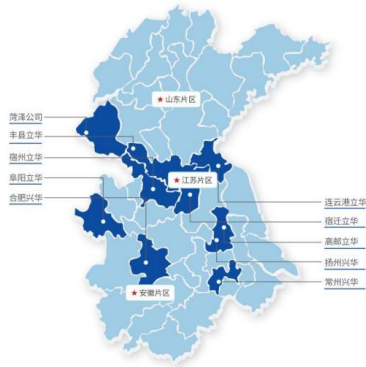 ★山东片区
菏泽公司
丰县立华
宿州立华
阜阳立华
合肥兴华
★江苏片区
连云港立华
宿迁立华
高邮立华
扬州兴华
常州兴华
★安徽片区